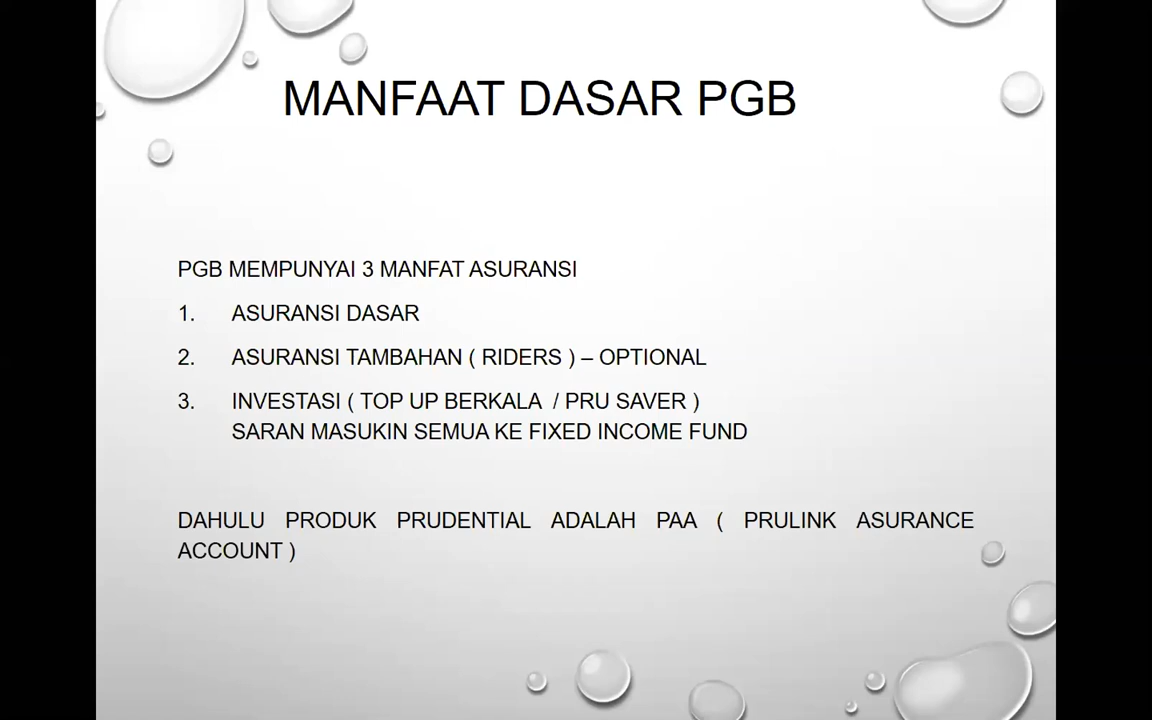 MANFAAT DASAR PGB
PGB MEMPUNYAI 3 MANFAT ASURANSI
1. ASURANSI DASAR
2. ASURANSI TAMBAHAN ( RIDERS ) – OPTIONAL
3. INVESTASI ( TOP UP BERKALA / PRU SAVER )
SARAN MASUKIN SEMUA KE FIXED INCOME FUND
DAHULU PRODUK PRUDENTIAL ADALAH PAA ( PRULINK ASURANCE
ACCOUNT )